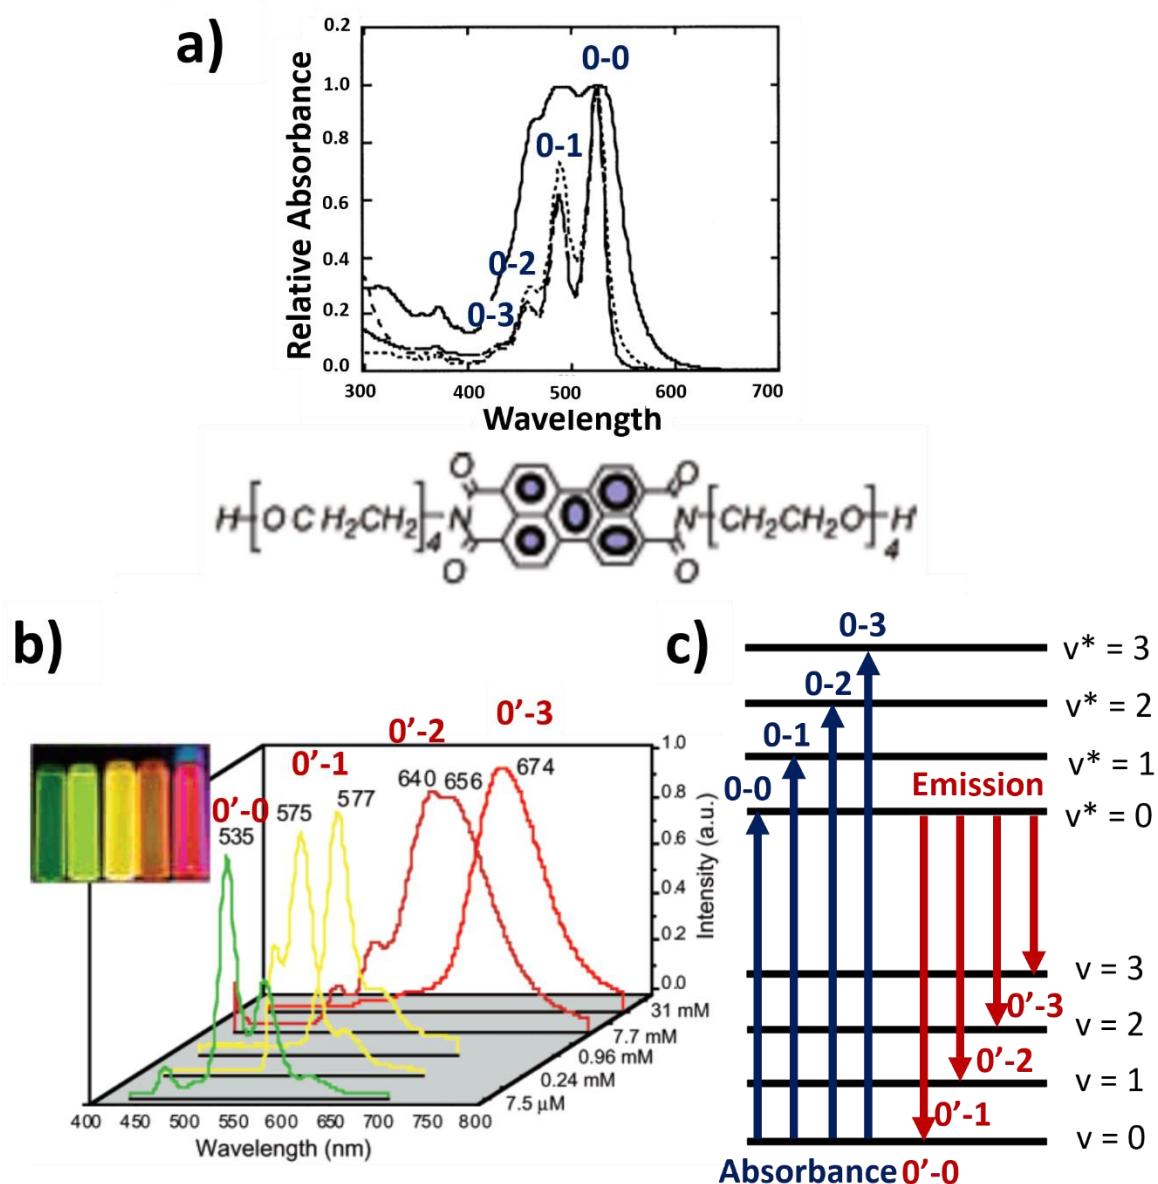 a)
0.2
1.0
0.8
0.6
0.4
0.2
0.0
Relative Absorbance
0-0
0-1
0-2
0-3
300
400
500
600
700
Wavelength
H-[O C H2CH2]4-N
O
O
O
O
N-[CH2CH2O]4-H
b)
0'-0
0'-1
0'-2
0'-3
535
575
577
640
656
674
1.0
0.8
0.6
0.4
0.2
0.0
Intensity (a.u.)
31 mM
7.7 mM
0.96 mM
0.24 mM
7.5 µM
400 450 500 550 600 650 700 750 800
Wavelength (nm)
c)
0-3
0-2
0-1
0-0
v* = 3
v* = 2
v* = 1
v* = 0
Emission
v = 3
v = 2
v = 1
v = 0
0'-3
0'-2
0'-1
Absorbance 0'-0